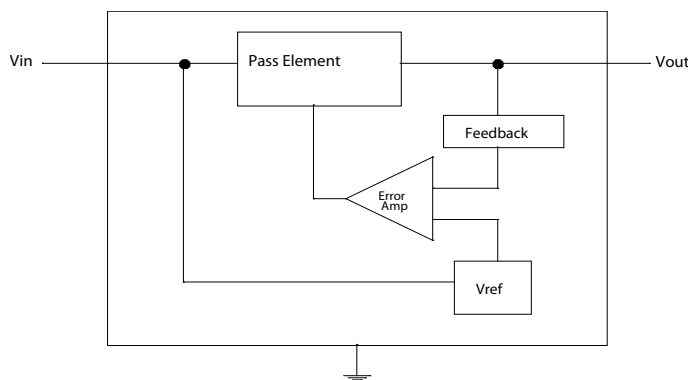 Vin
Pass Element
Vout
Feedback
Error
Amp
Vref